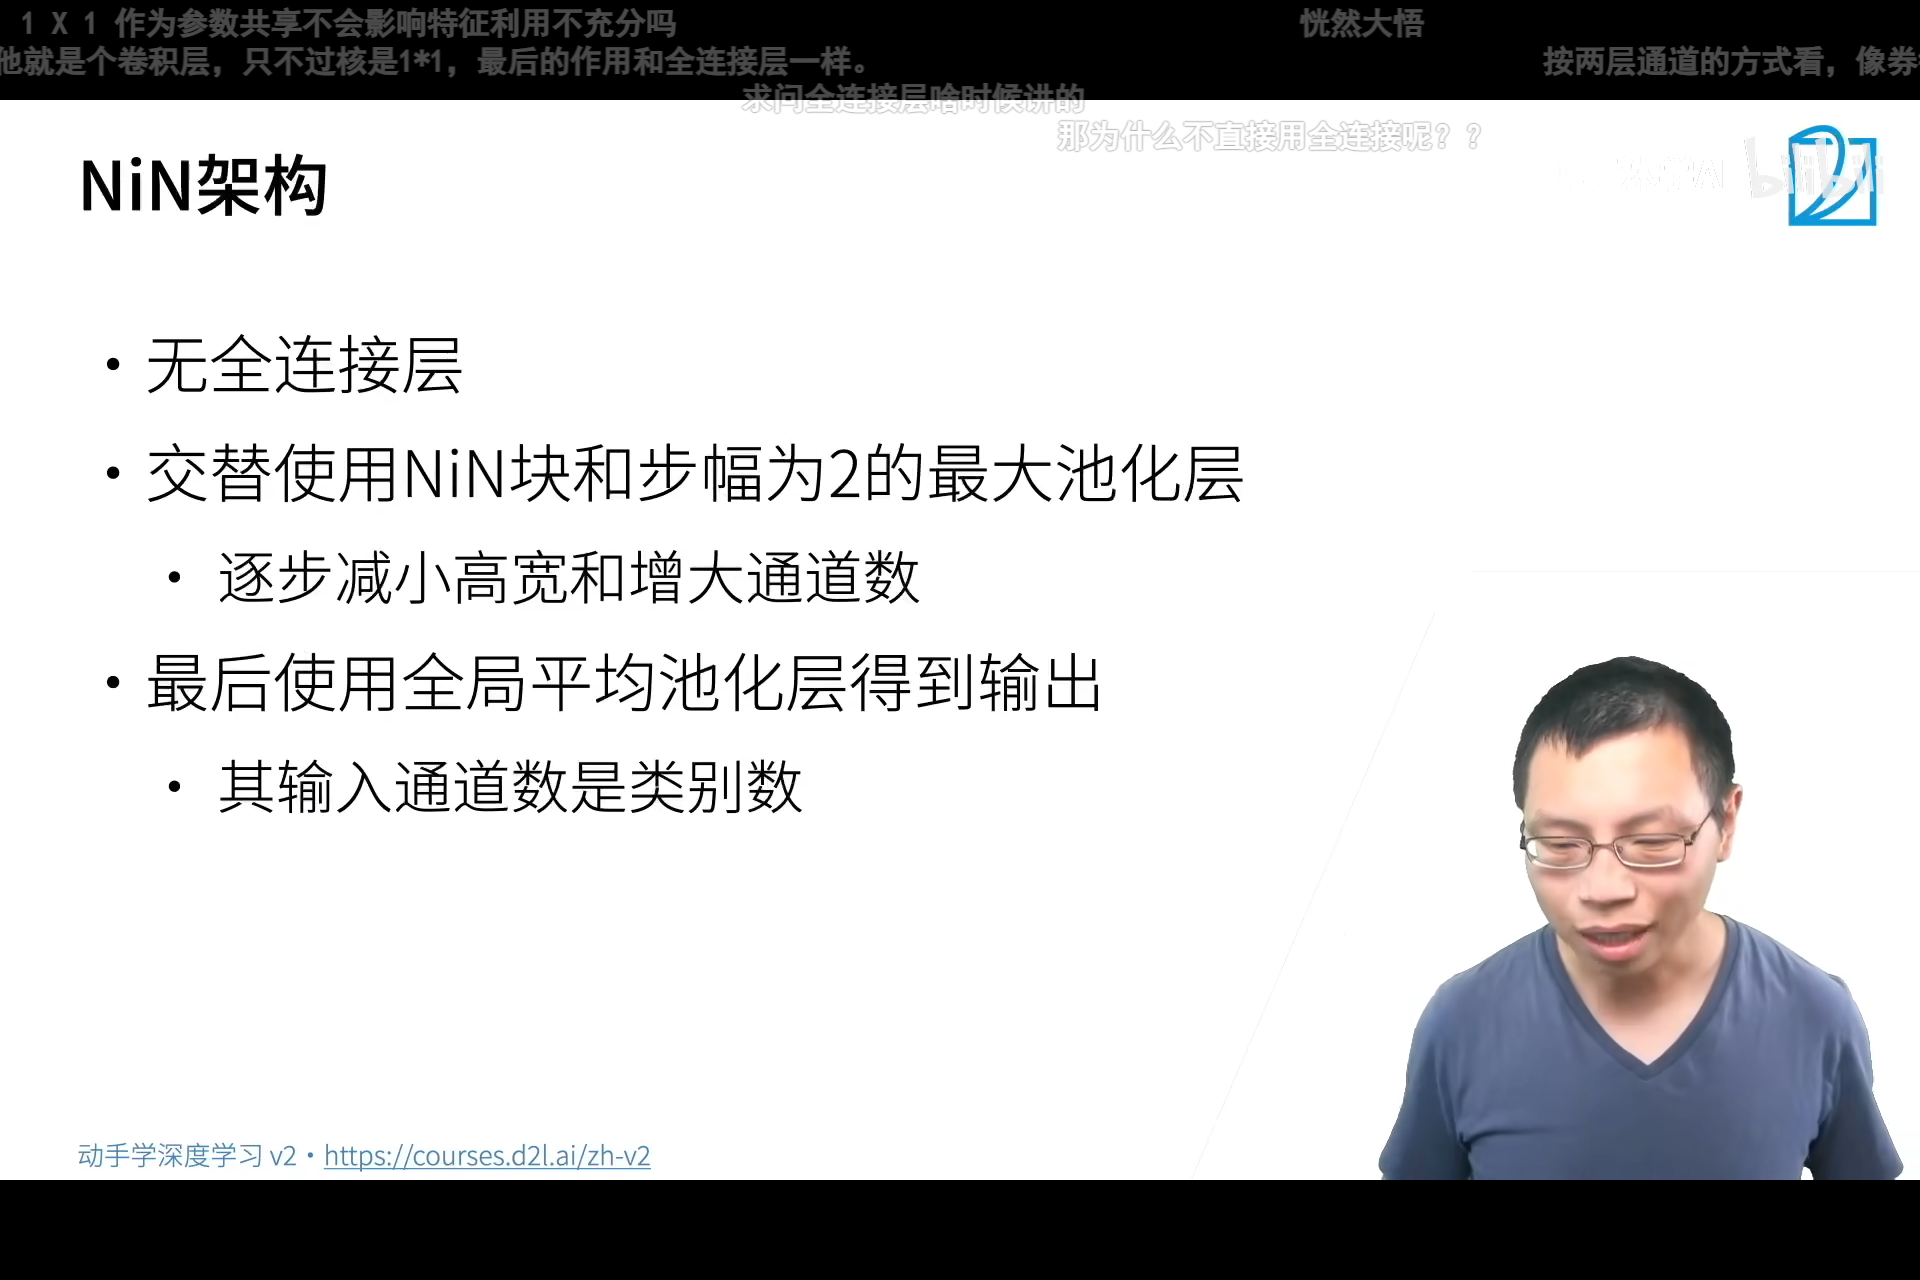 1 X 1 作为参数共享不会影响特征利用不充分吗
恍然大悟
他就是个卷积层，只不过核是1*1，最后的作用和全连接层一样。
按两层通道的方式看，像券
求问全连接层啥时候讲的
那为什么不直接用全连接呢？？
bilibili
NiN架构
• 无全连接层
• 交替使用NiN块和步幅为2的最大池化层
• 逐步减小高宽和增大通道数
• 最后使用全局平均池化层得到输出
• 其输入通道数是类别数
动手学深度学习 v2 • https://courses.d2l.ai/zh-v2